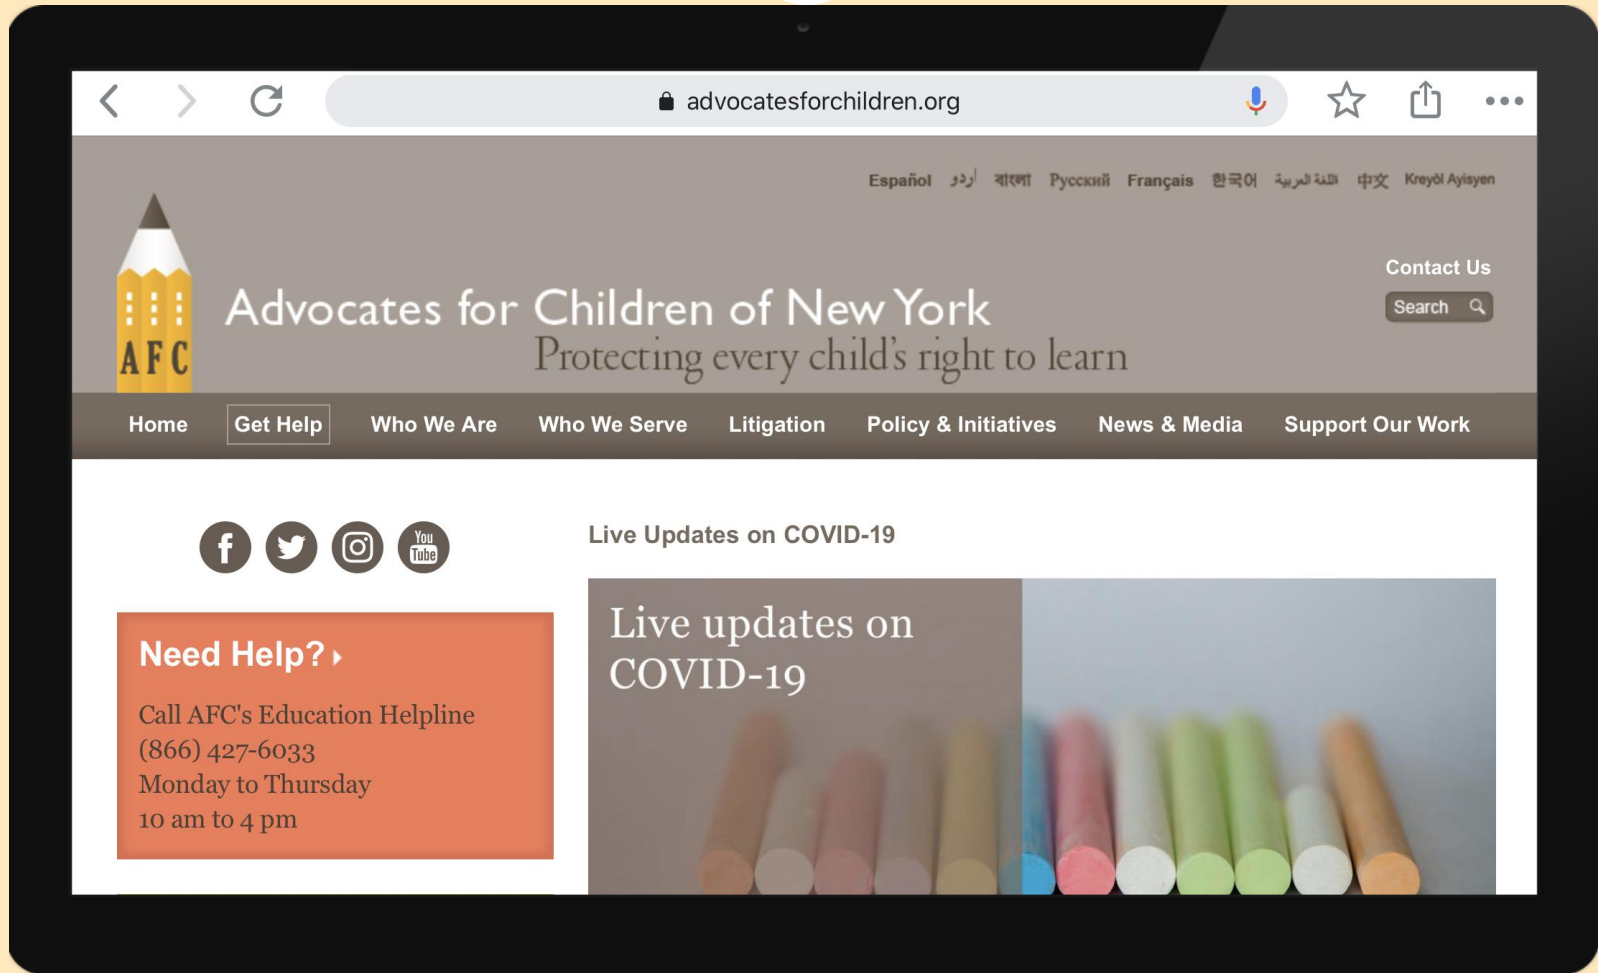 advocatesforchildren.org
Español اردو বাংলা Русский Français 한국어 اللغة العربية 中文 Kreyòl Ayisyen
Contact Us
Search
AFC
Advocates for Children of New York
Protecting every child's right to learn
Home Get Help Who We Are Who We Serve Litigation Policy & Initiatives News & Media Support Our Work
f You Tube
Live Updates on COVID-19
Need Help?
Call AFC's Education Helpline
(866) 427-6033
Monday to Thursday
10 am to 4 pm
Live updates on
COVID-19